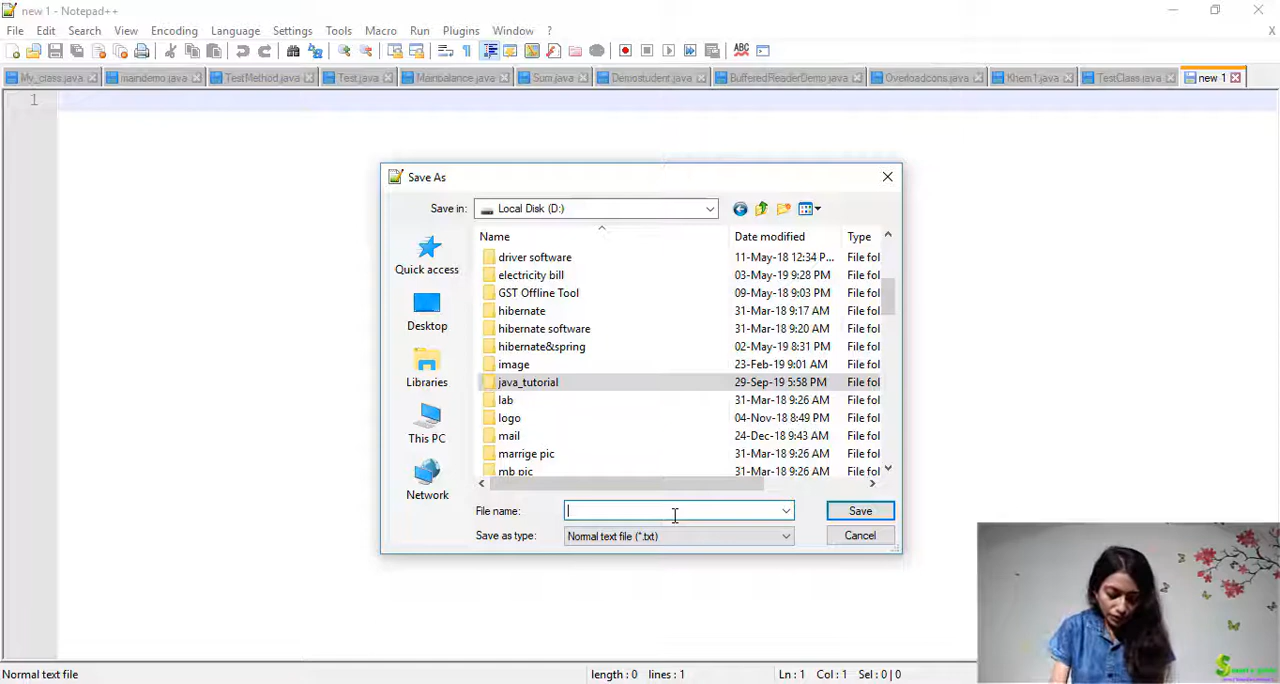 new 1 - Notepad++
File Edit Search View Encoding Language Settings Tools Macro Run Plugins Window ? X
My_class.java maindemo.java TestMethod.java Test.java Mainbalance.java Sum.java Demostudent.java BufferedReaderDemo.java Overloadcons.java Khem1.java TestClass.java new 1
1
Save As
Save in: Local Disk (D:)
Name Date modified Type
driver software 11-May-18 12:34 P... File fol
electricity bill 03-May-19 9:28 PM File fol
GST Offline Tool 09-May-18 9:03 PM File fol
hibernate 31-Mar-18 9:17 AM File fol
hibernate software 31-Mar-18 9:20 AM File fol
hibernate&spring 02-May-19 8:31 PM File fol
image 23-Feb-19 9:01 AM File fol
java_tutorial 29-Sep-19 5:58 PM File fol
lab 31-Mar-18 9:26 AM File fol
logo 04-Nov-18 8:49 PM File fol
mail 24-Dec-18 9:43 AM File fol
marrige pic 31-Mar-18 9:26 AM File fol
mb pic 31-Mar-18 9:26 AM File fol
Quick access
Desktop
Libraries
This PC
Network
File name: Save
Save as type: Normal text file (*.txt) Cancel
Normal text file length : 0 lines : 1 Ln : 1 Col : 1 Sel : 0 | 0